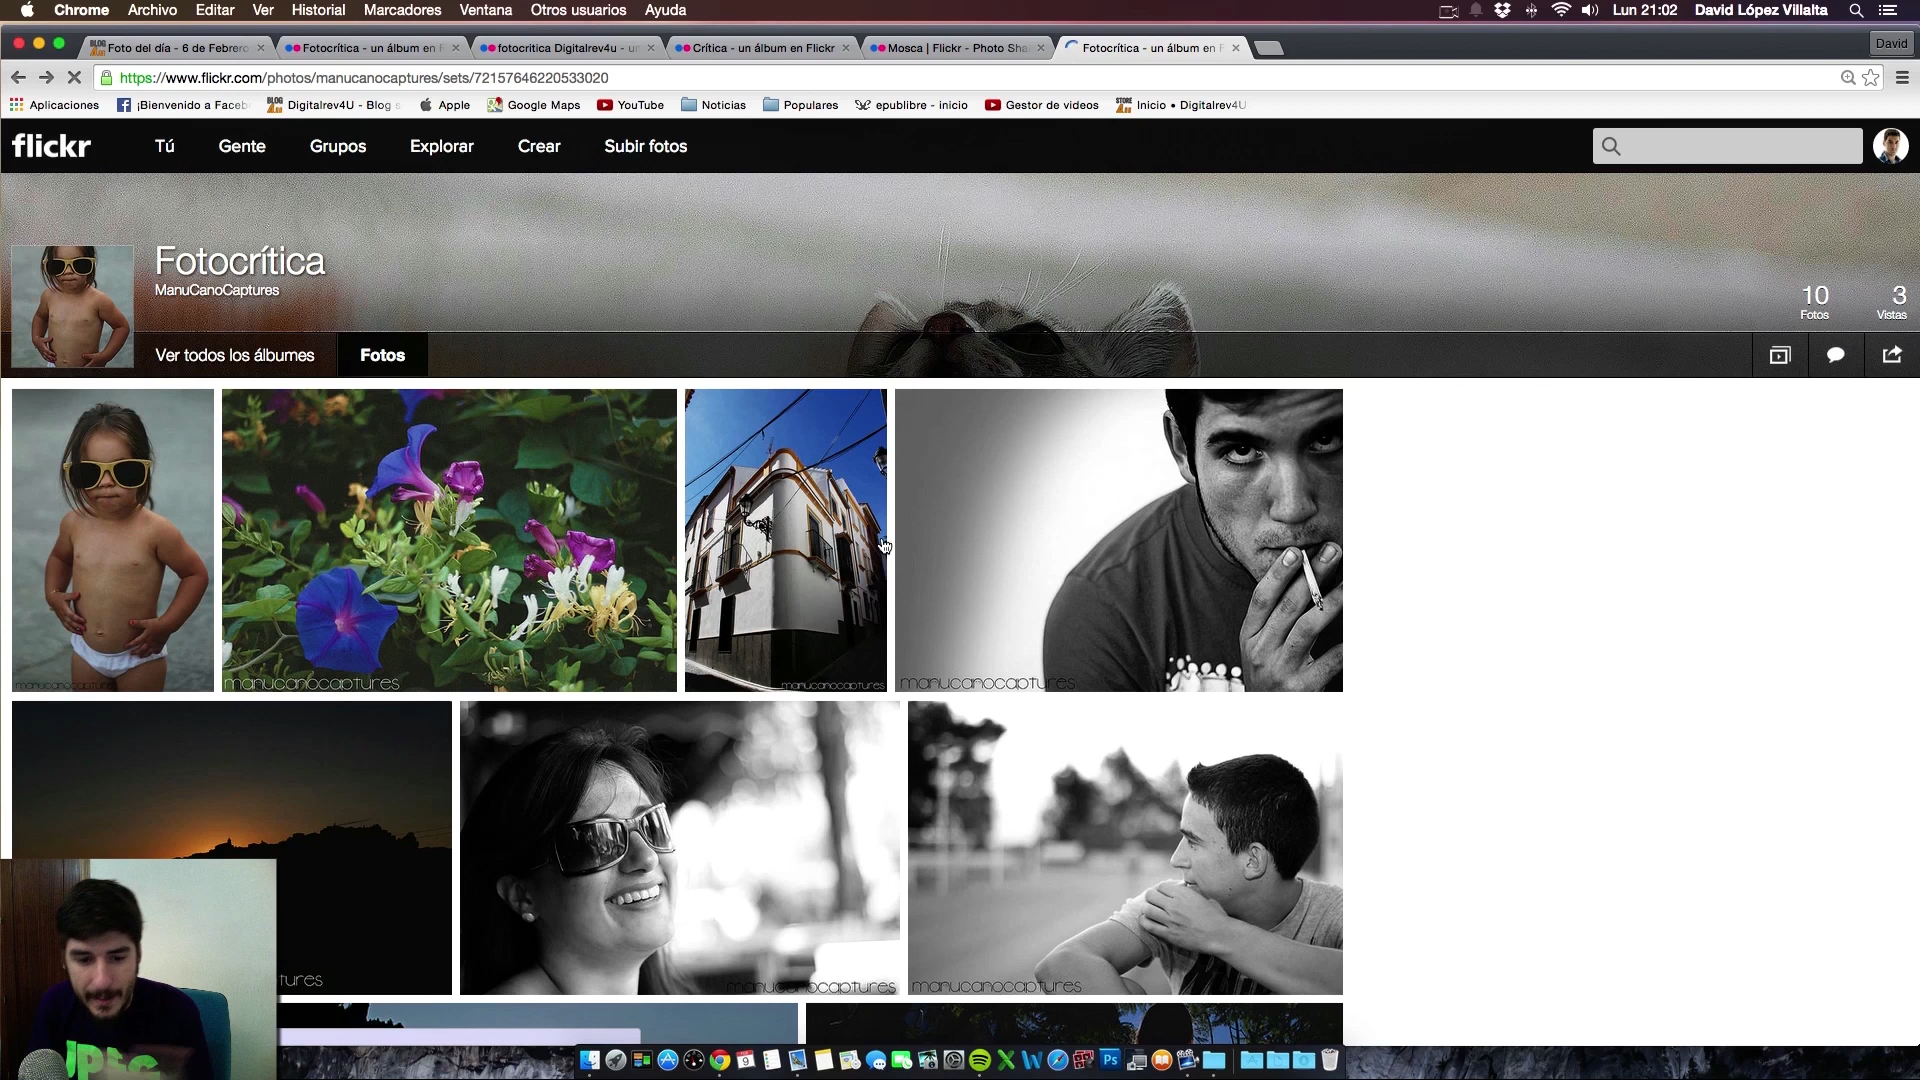 Chrome Archivo Editar Ver Historial Marcadores Ventana Otros usuarios Ayuda Lun 21:02 David López Villalta
Foto del día - 6 de Febrero Fotocrítica - un álbum en F fotocritica Digitalrev4u - un Crítica - un álbum en Flickr Mosca | Flickr - Photo Sha Fotocrítica - un álbum en F David
https://www.flickr.com/photos/manucanocaptures/sets/72157646220533020
Aplicaciones ¡Bienvenido a Faceb Digitalrev4U - Blog s Apple Google Maps YouTube Noticias Populares epublibre - inicio Gestor de videos Inicio • Digitalrev4U
flickr Tú Gente Grupos Explorar Crear Subir fotos
Fotocrítica
ManuCanoCaptures
10 3
Fotos Vistas
Ver todos los álbumes Fotos
manucanocaptures manucanocaptures manucanocaptures manucanocaptures
tures manucanocaptures manucanocaptures